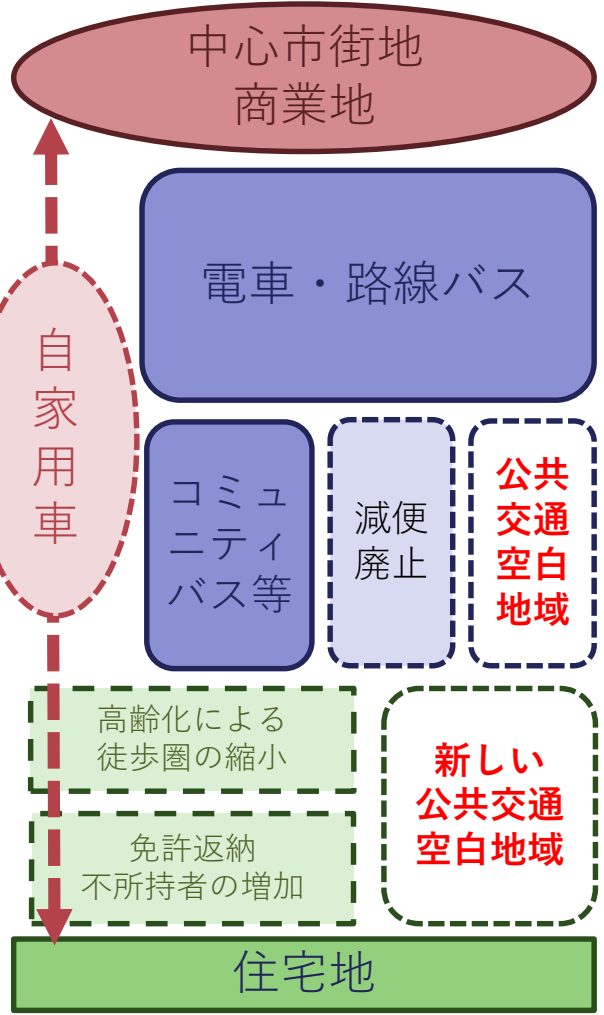 中心市街地
商業地
電車・路線バス
自家用車
コミュ
ニティ
バス等
減便
廃止
公共
交通
空白
地域
高齢化による
徒歩圏の縮小
免許返納
不所持者の増加
新しい
公共交通
空白地域
住宅地